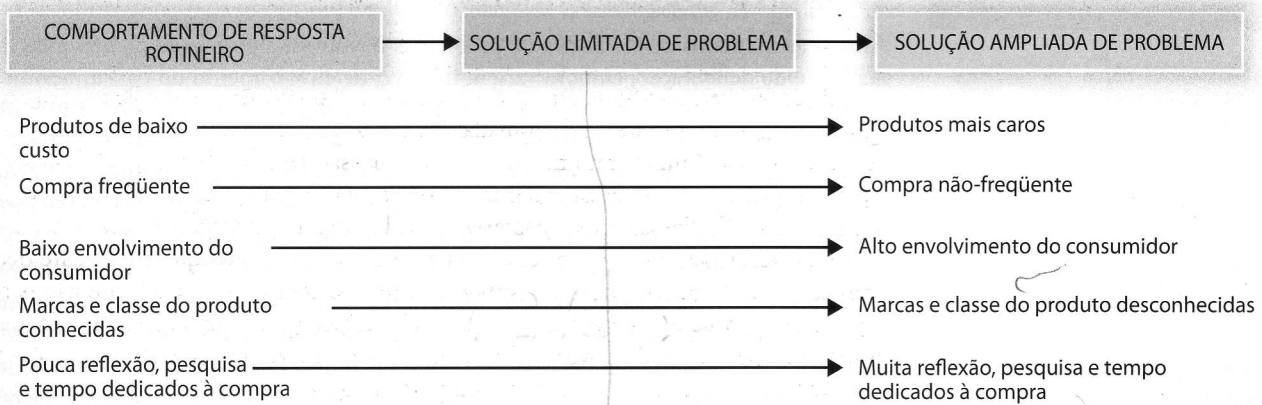 COMPORTAMENTO DE RESPOSTA
ROTINEIRO
SOLUÇÃO LIMITADA DE PROBLEMA
SOLUÇÃO AMPLIADA DE PROBLEMA
Produtos de baixo
custo
Produtos mais caros
Compra freqüente
Compra não-freqüente
Baixo envolvimento do
consumidor
Alto envolvimento do consumidor
Marcas e classe do produto
conhecidas
Marcas e classe do produto desconhecidas
Pouca reflexão, pesquisa
e tempo dedicados à compra
Muita reflexão, pesquisa e tempo
dedicados à compra